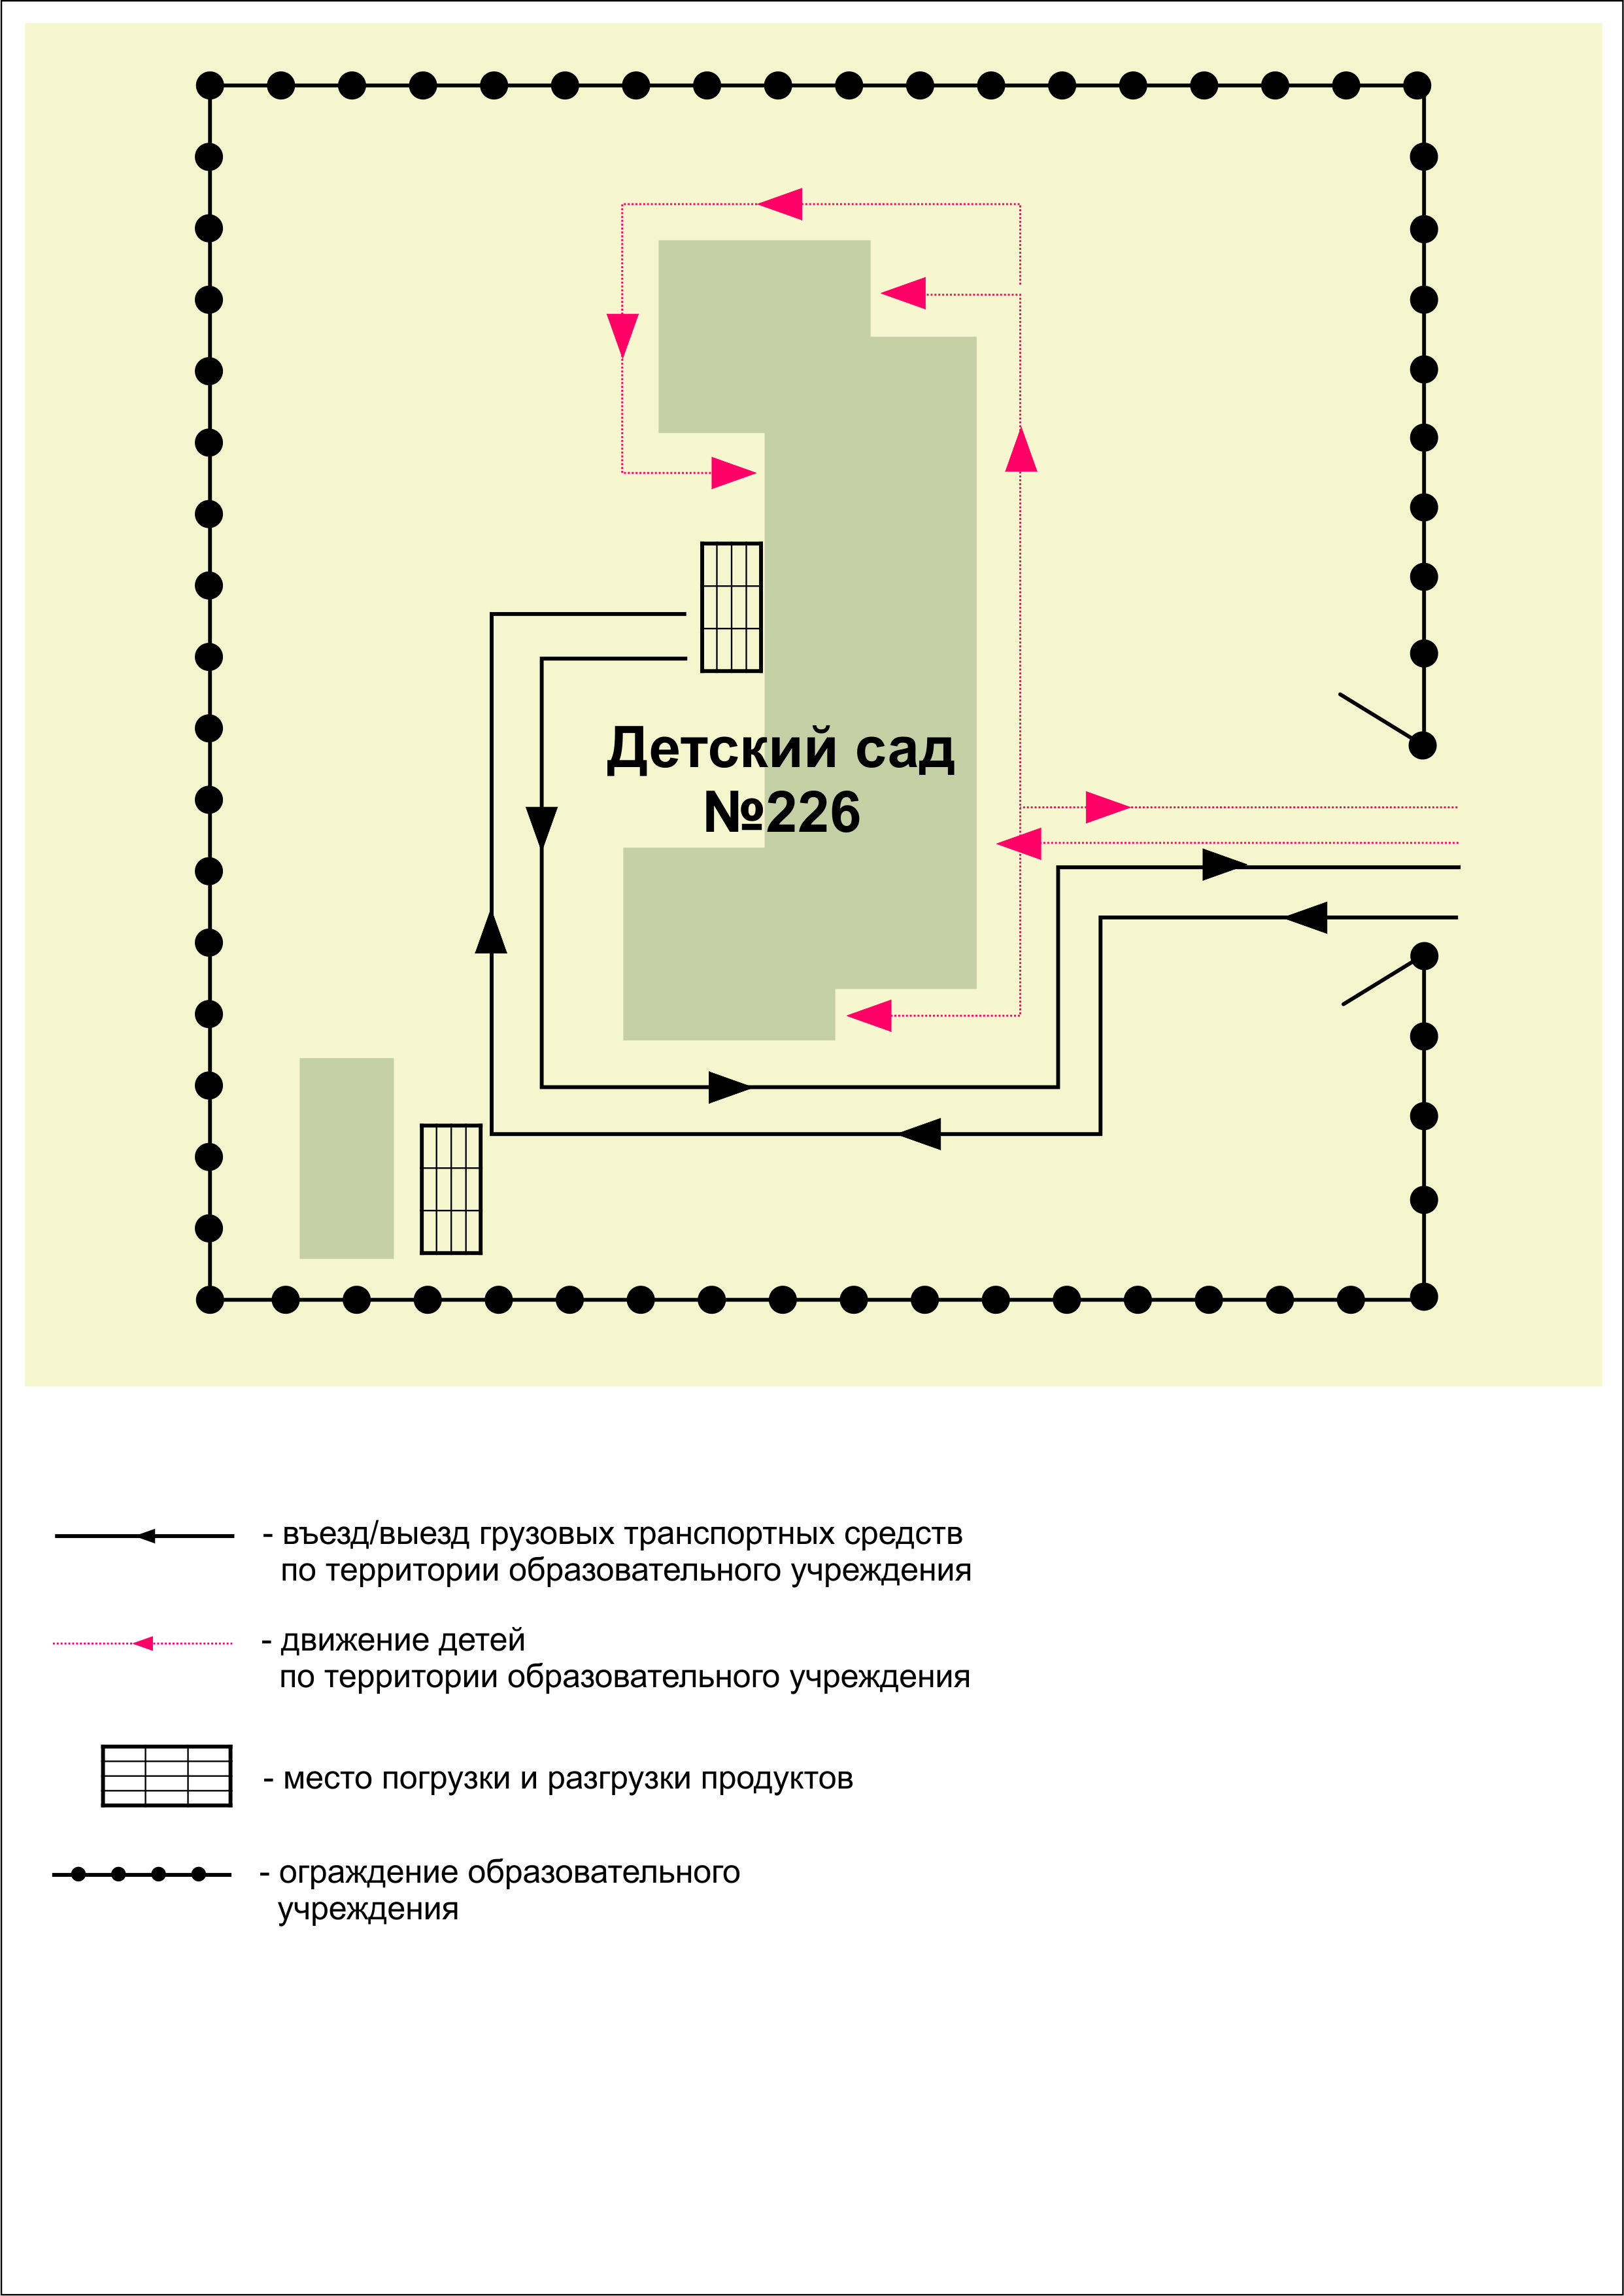 Детский сад
№226
- въезд/выезд грузовых транспортных средств
по территории образовательного учреждения
- движение детей
по территории образовательного учреждения
- место погрузки и разгрузки продуктов
- ограждение образовательного
учреждения